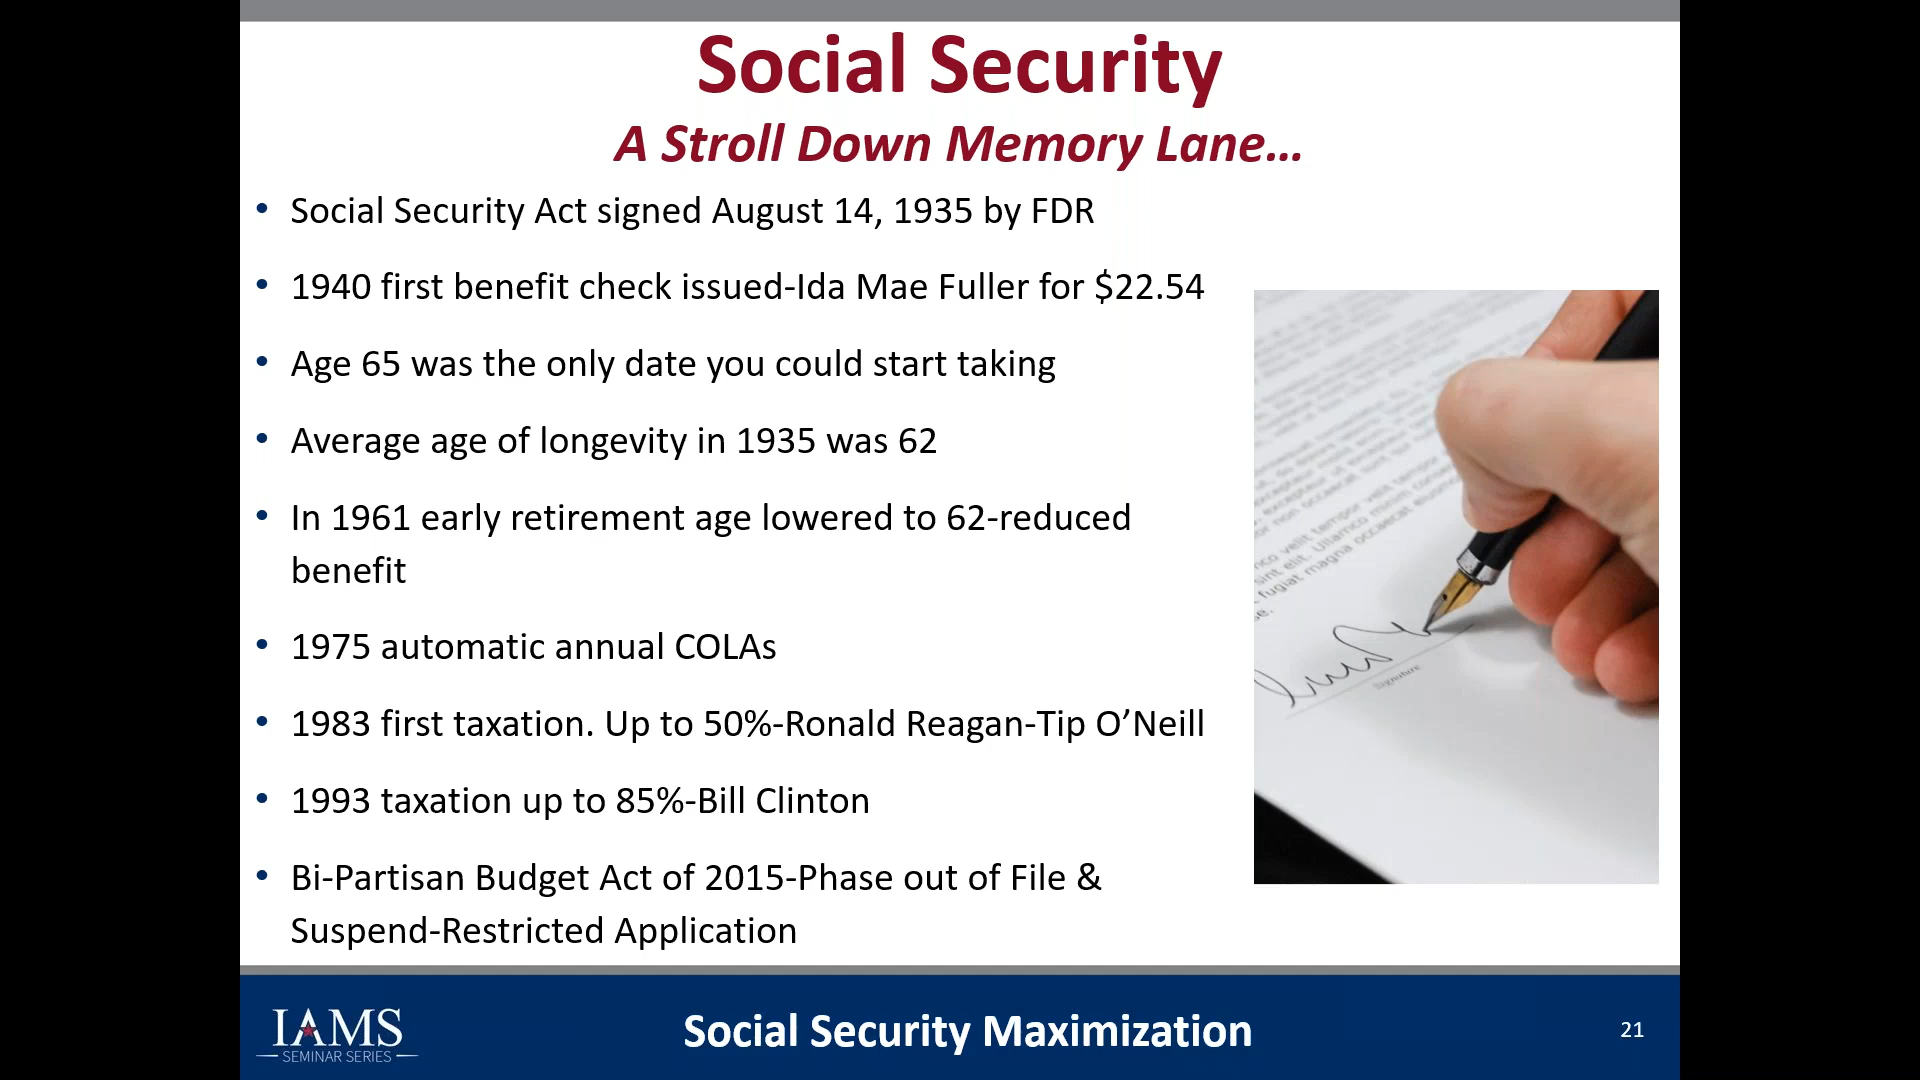 Social Security
A Stroll Down Memory Lane…
• Social Security Act signed August 14, 1935 by FDR
• 1940 first benefit check issued-Ida Mae Fuller for $22.54
• Age 65 was the only date you could start taking
• Average age of longevity in 1935 was 62
• In 1961 early retirement age lowered to 62-reduced
benefit
• 1975 automatic annual COLAs
• 1983 first taxation. Up to 50%-Ronald Reagan-Tip O’Neill
• 1993 taxation up to 85%-Bill Clinton
• Bi-Partisan Budget Act of 2015-Phase out of File &
Suspend-Restricted Application
Signature
IAMS
SEMINAR SERIES
Social Security Maximization
21